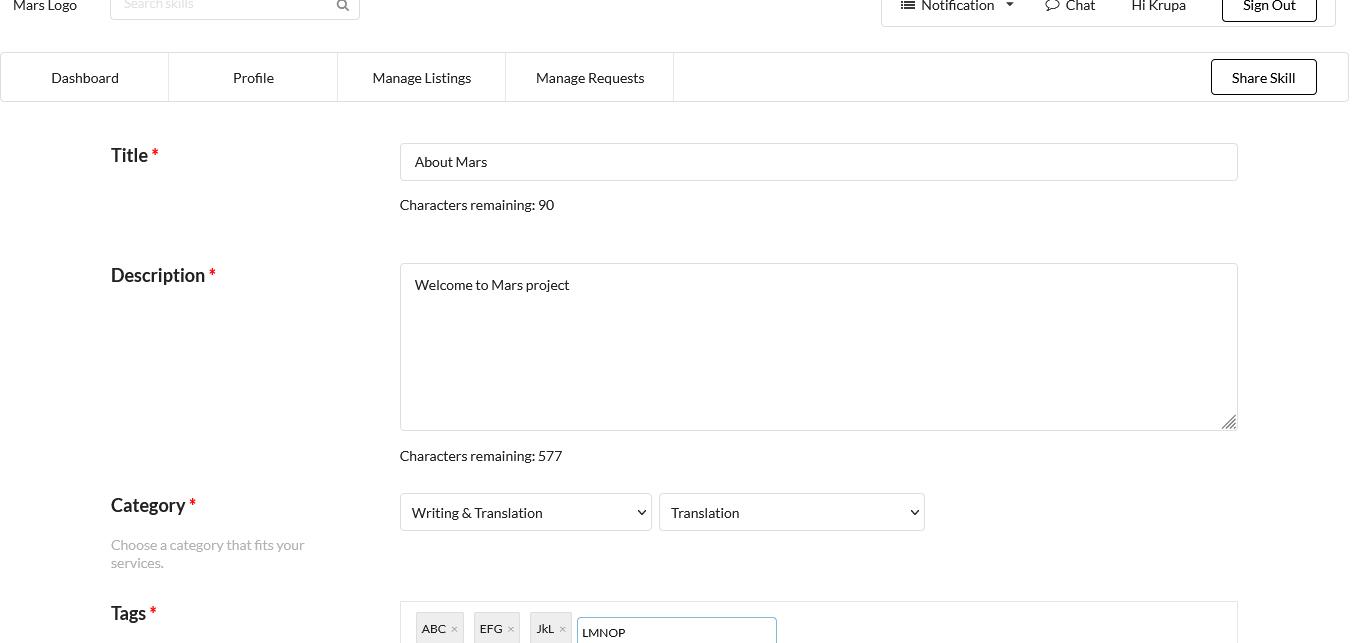 Mars Logo Search skills Notification Chat Hi Krupa Sign Out
Dashboard Profile Manage Listings Manage Requests Share Skill
Title * About Mars
Characters remaining: 90
Description * Welcome to Mars project
Characters remaining: 577
Category * Writing & Translation Translation
Choose a category that fits your
services.
Tags * ABC × EFG × JkL × LMNOP